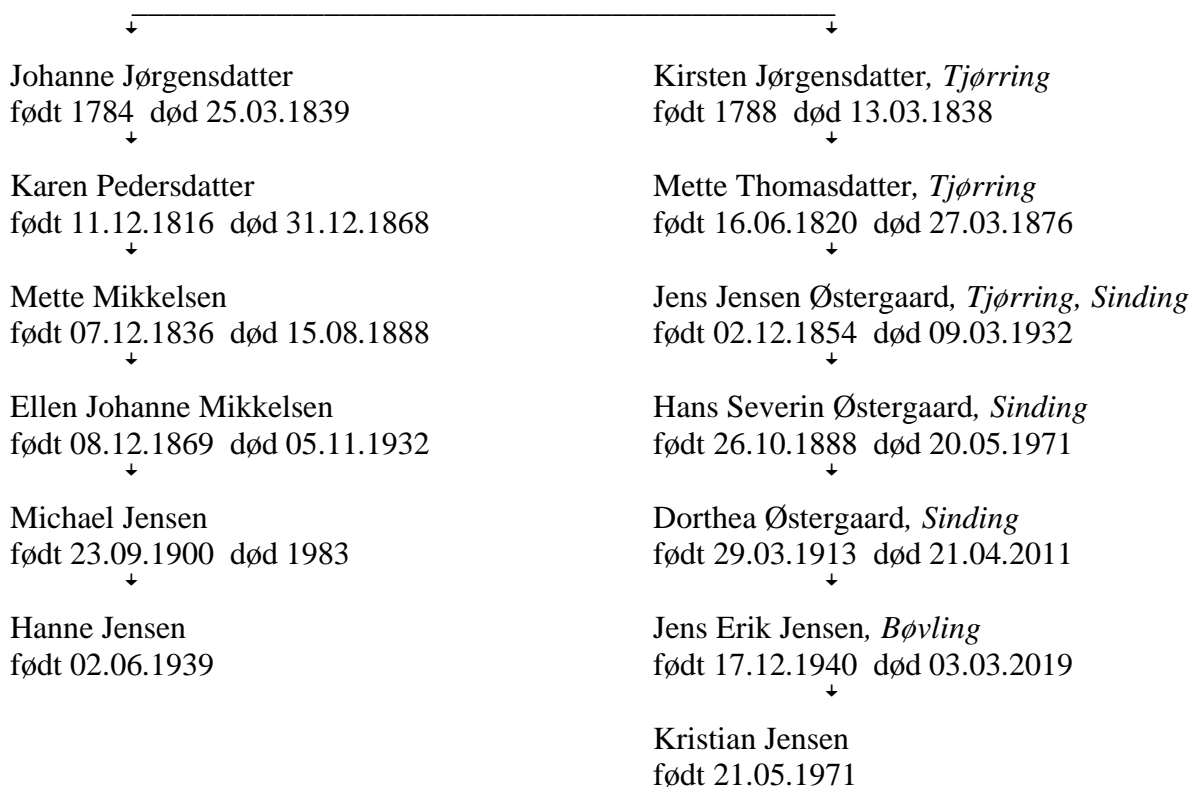 Johanne Jørgensdatter
født 1784 død 25.03.1839
Karen Pedersdatter
født 11.12.1816 død 31.12.1868
Mette Mikkelsen
født 07.12.1836 død 15.08.1888
Ellen Johanne Mikkelsen
født 08.12.1869 død 05.11.1932
Michael Jensen
født 23.09.1900 død 1983
Hanne Jensen
født 02.06.1939
Kirsten Jørgensdatter, Tjørring
født 1788 død 13.03.1838
Mette Thomasdatter, Tjørring
født 16.06.1820 død 27.03.1876
Jens Jensen Østergaard, Tjørring, Sinding
født 02.12.1854 død 09.03.1932
Hans Severin Østergaard, Sinding
født 26.10.1888 død 20.05.1971
Dorthea Østergaard, Sinding
født 29.03.1913 død 21.04.2011
Jens Erik Jensen, Bøvling
født 17.12.1940 død 03.03.2019
Kristian Jensen
født 21.05.1971